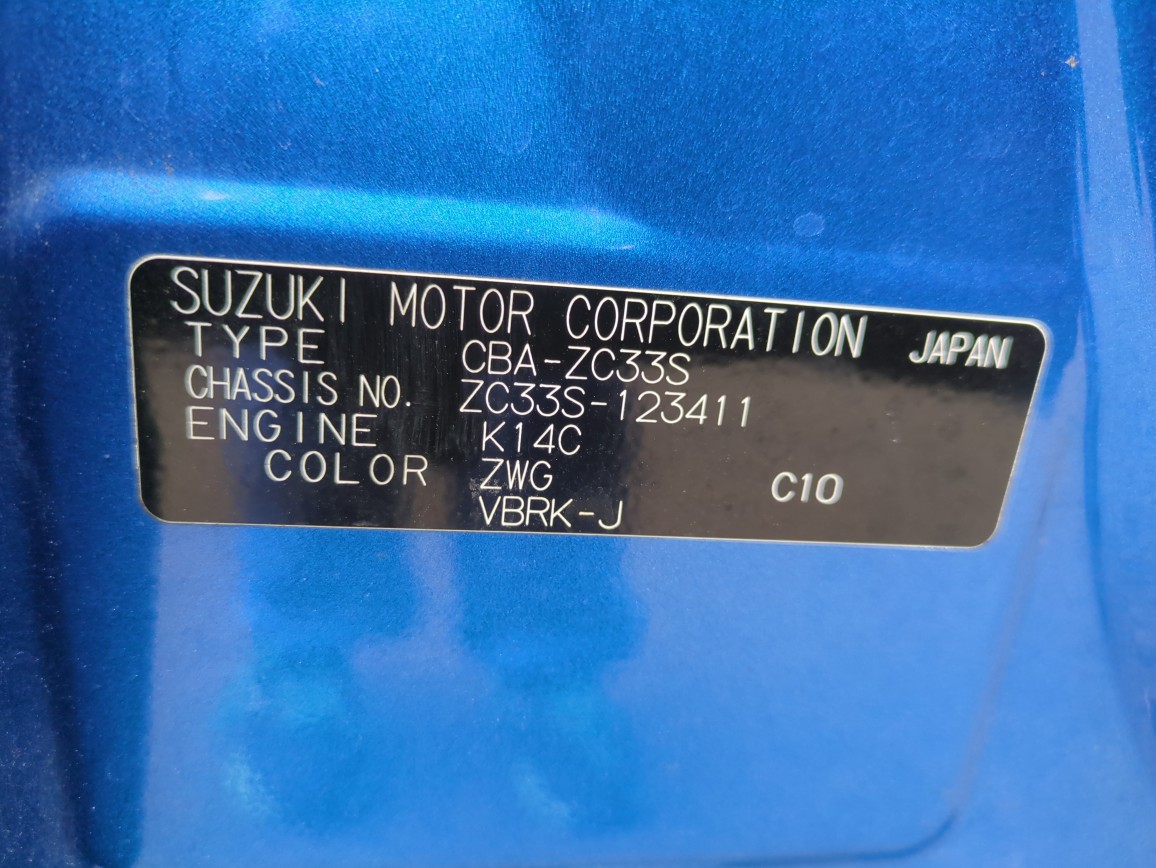 SUZUKI MOTOR CORPORATION JAPAN
TYPE CBA-ZC33S
CHASSIS NO. ZC33S-123411
ENGINE K14C
COLOR ZWG C10
VBRK-J